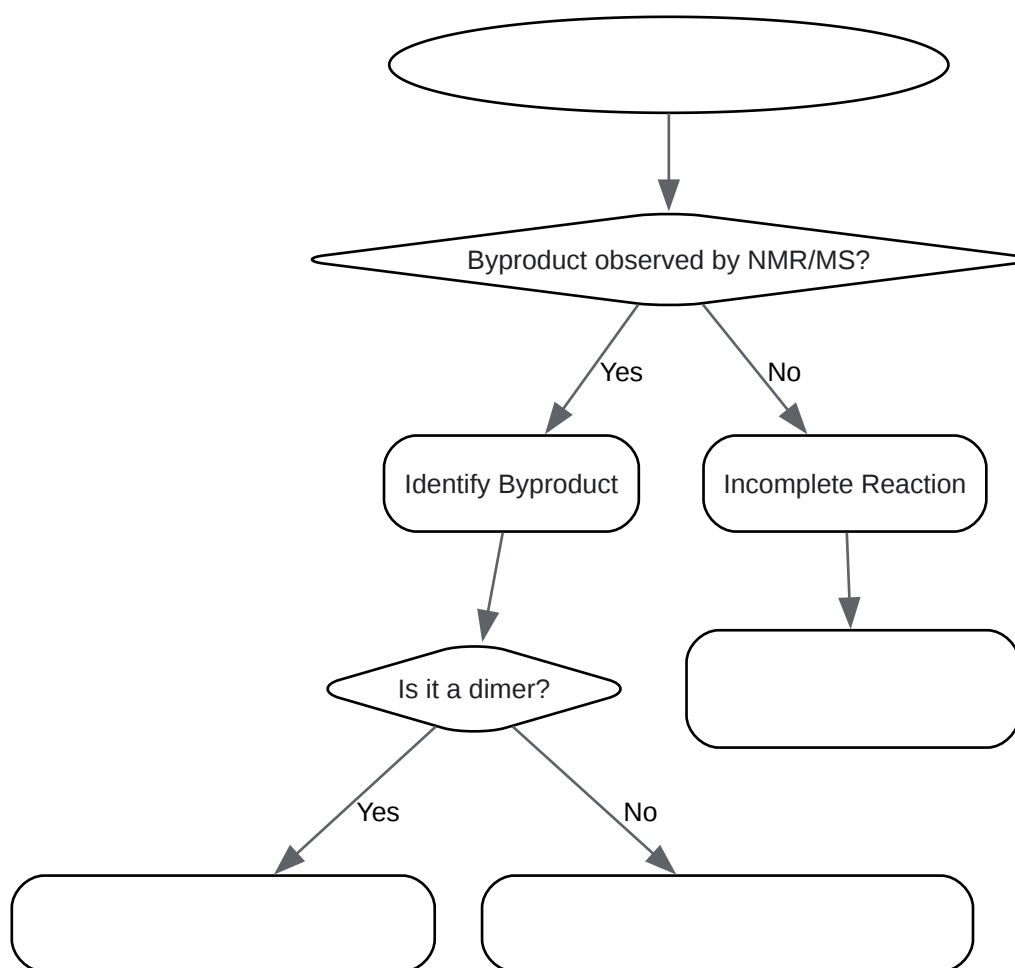 Byproduct observed by NMR/MS?
Yes
No
Identify Byproduct
Incomplete Reaction
Is it a dimer?
Yes
No